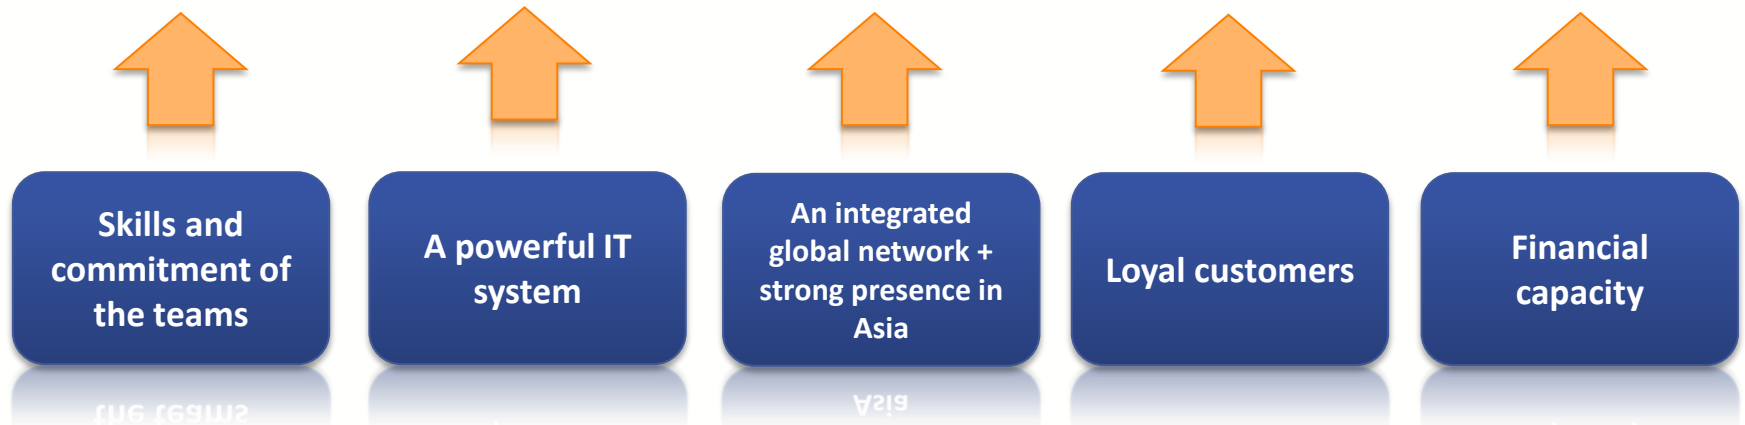 Skills and
commitment of
the teams
A powerful IT
system
An integrated
global network +
strong presence in
Asia
Loyal customers
Financial
capacity